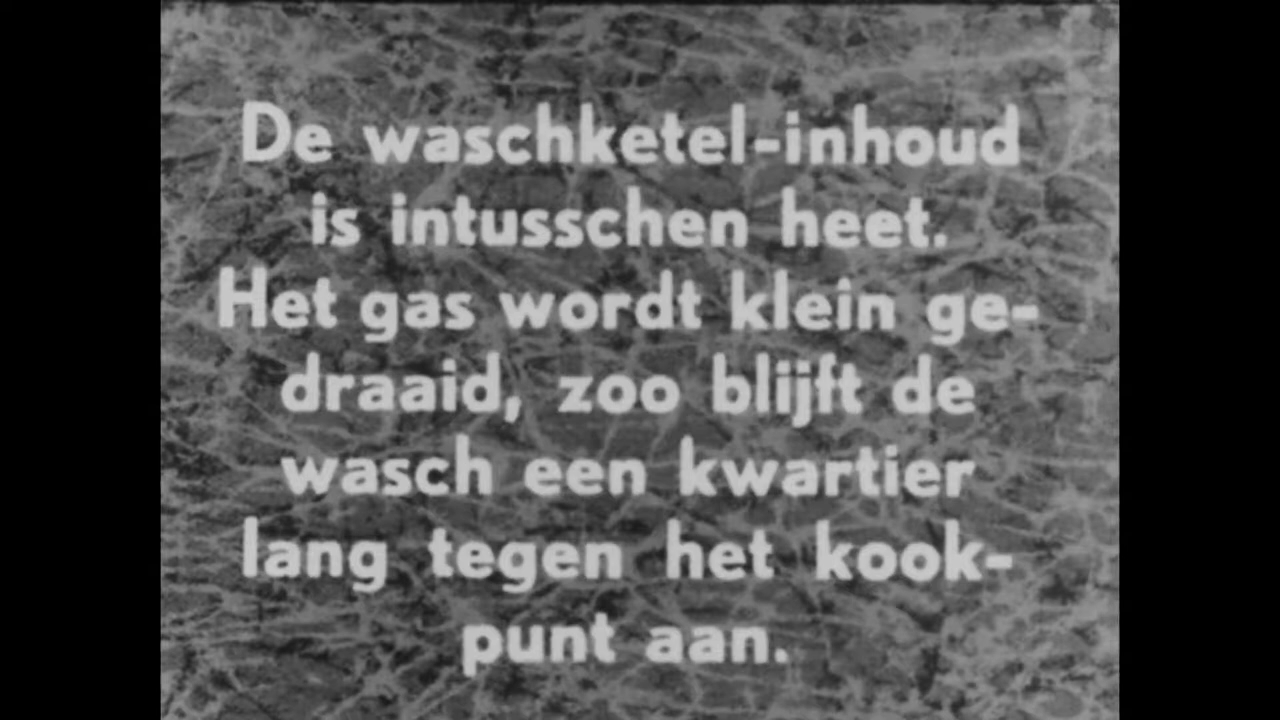 De waschketel-inhoud
is intusschen heet.
Het gas wordt klein ge-
draaid, zoo blijft de
wasch een kwartier
lang tegen het kook-
punt aan.